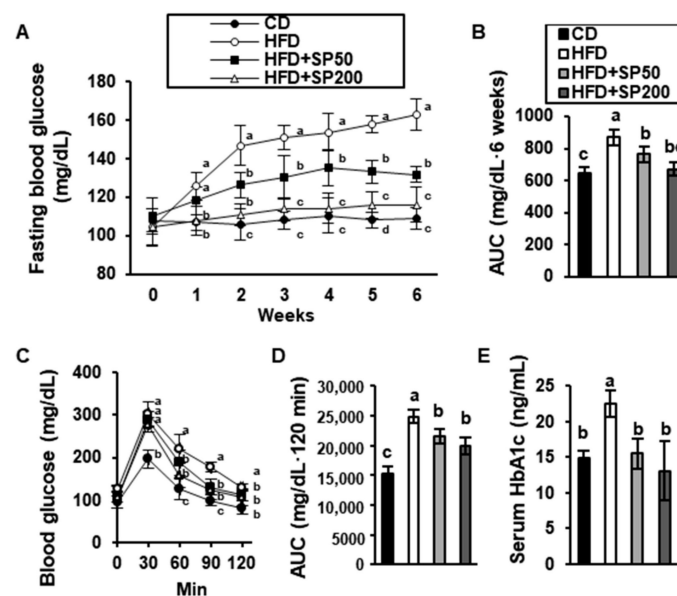 A
CD
HFD
HFD+SP50
HFD+SP200
Fasting blood glucose
(mg/dL)
180
160
140
120
100
80
a a a a a a
a b b b b b
b c c c c c
b c c c d c
0 1 2 3 4 5 6
Weeks
B
CD
HFD
HFD+SP50
HFD+SP200
AUC (mg/dL·6 weeks)
1000
800
600
400
200
0
c a b bc
C
Blood glucose (mg/dL)
400
300
200
100
0
a a a a
a b b b
a b b b
b c c b
0 30 60 90 120
Min
D
AUC (mg/dL·120 min)
30,000
25,000
20,000
15,000
10,000
15,000
0
c a b b
E
Serum HbA1c (ng/mL)
25
20
15
10
5
0
b a b b